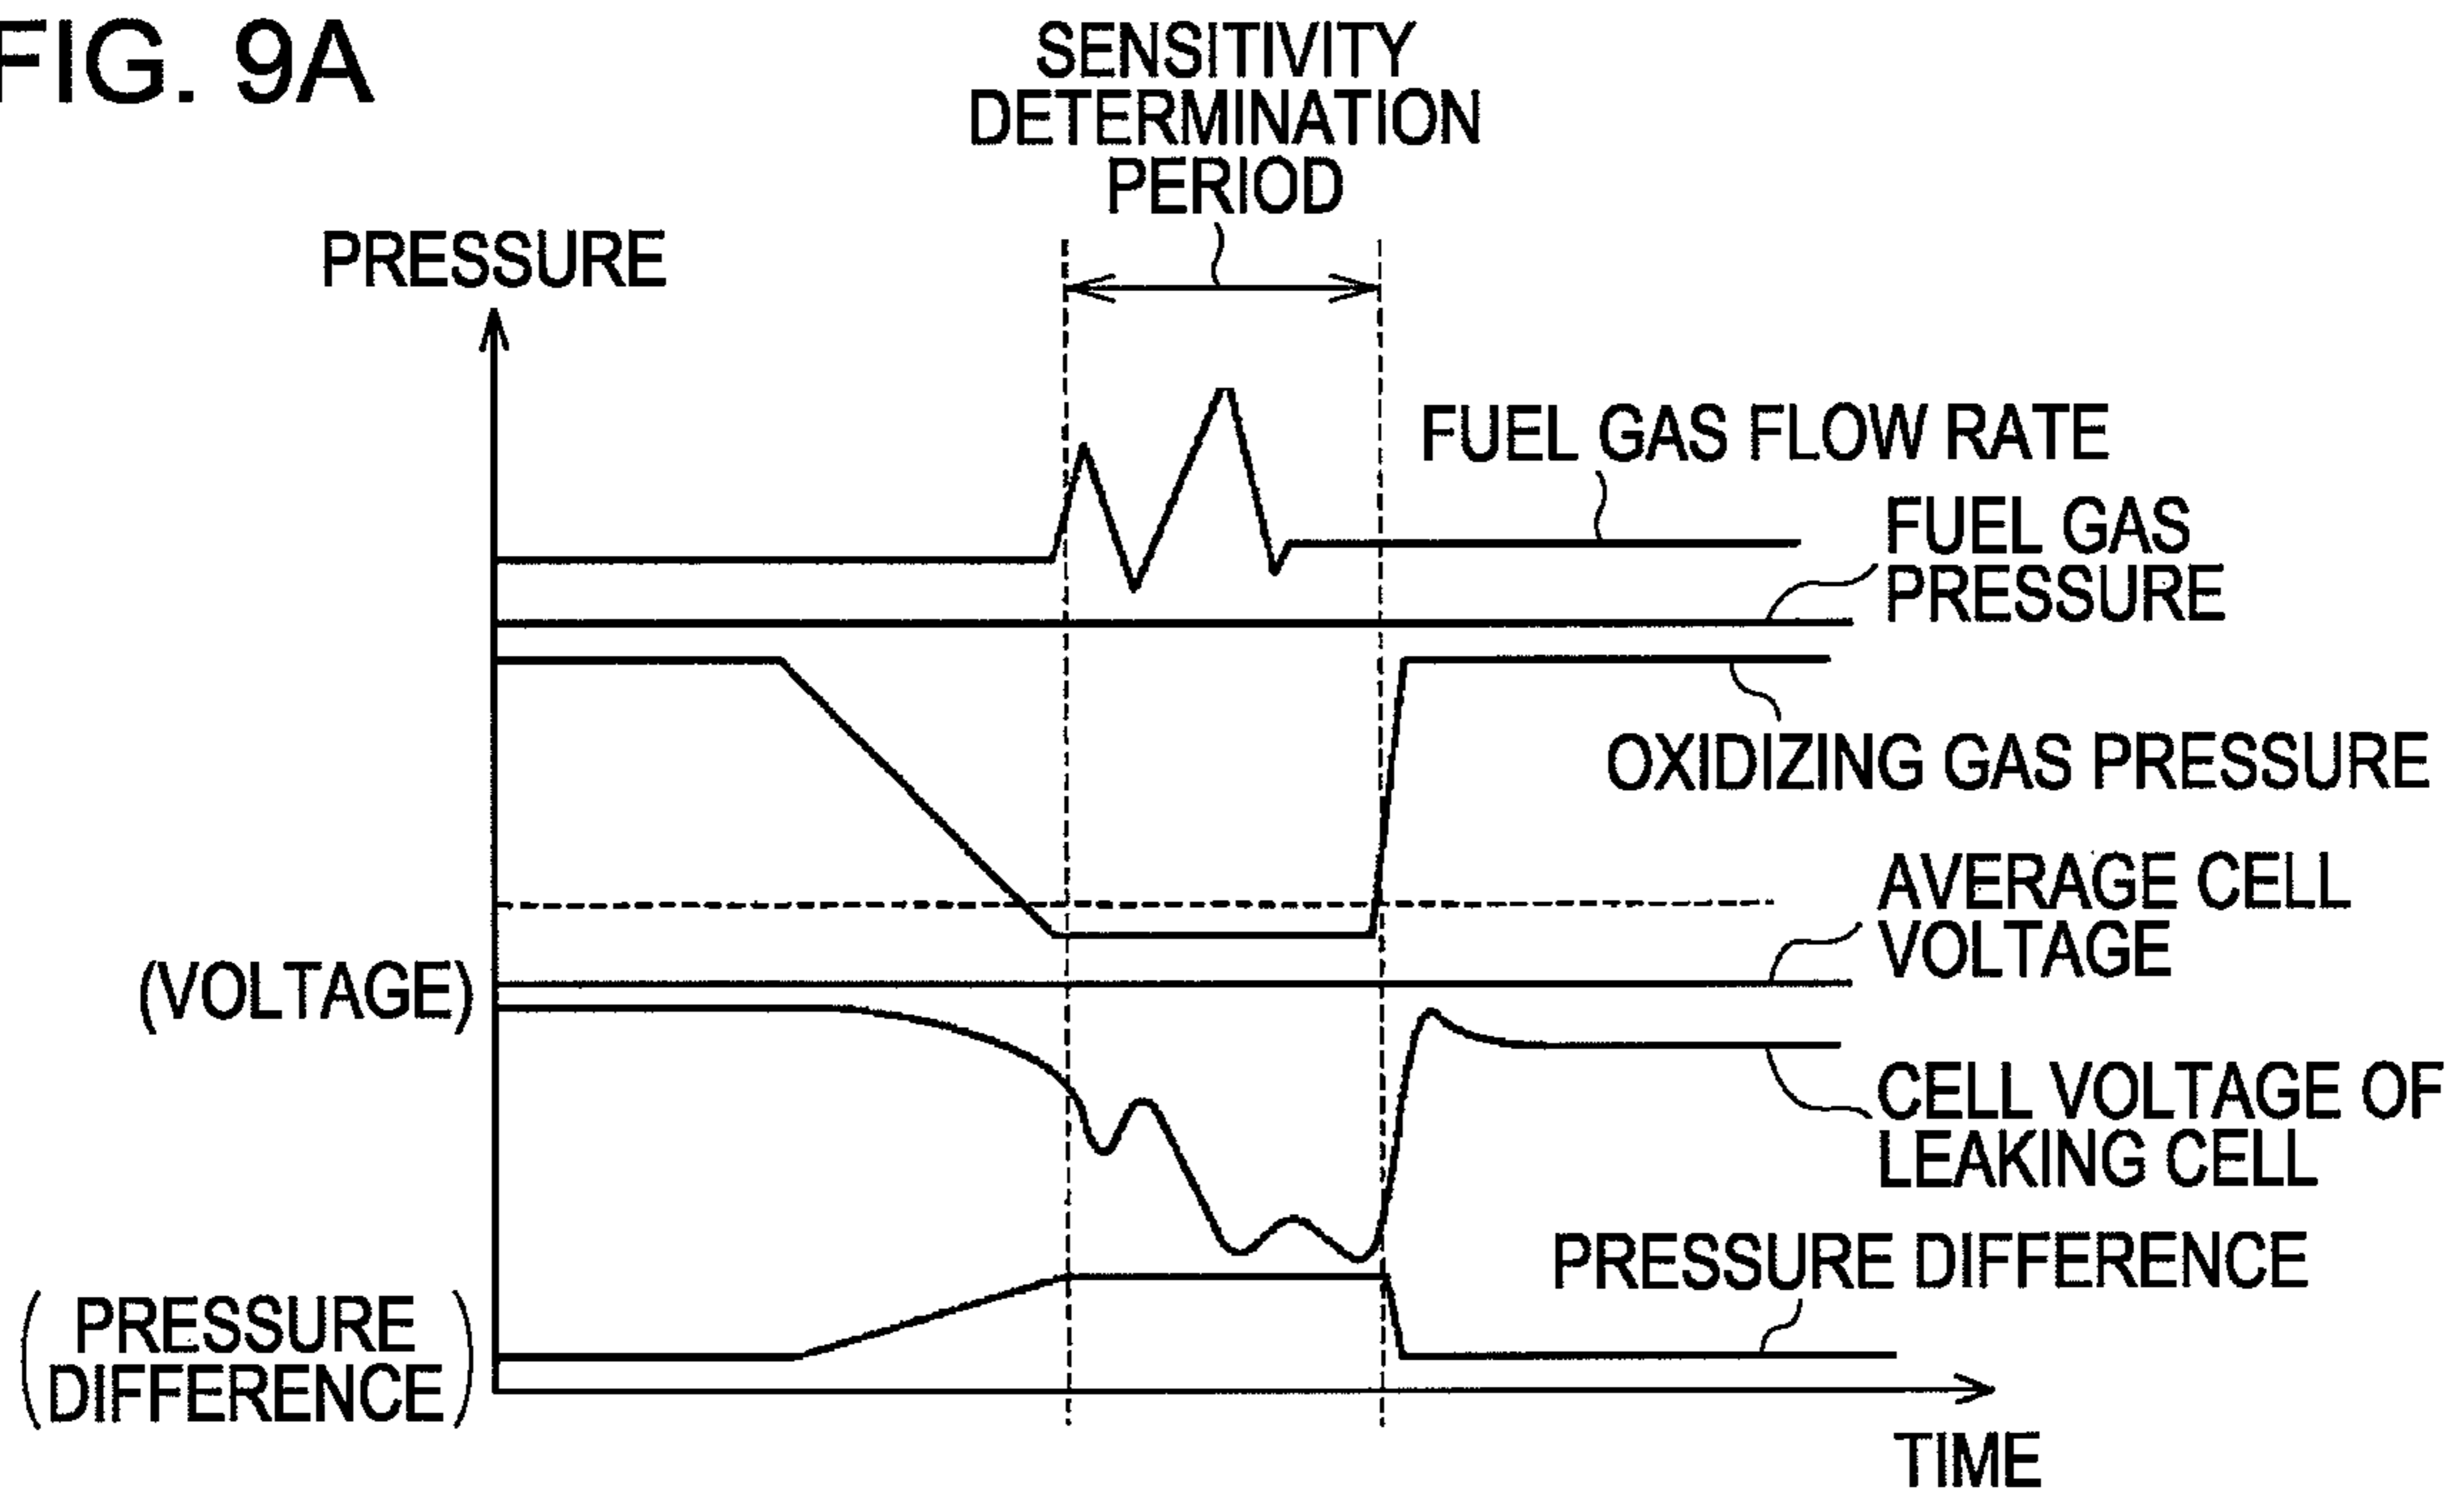 FIG. 9A
SENSITIVITY
DETERMINATION
PERIOD
PRESSURE
FUEL GAS FLOW RATE
FUEL GAS
PRESSURE
OXIDIZING GAS PRESSURE
AVERAGE CELL
VOLTAGE
(VOLTAGE)
CELL VOLTAGE OF
LEAKING CELL
PRESSURE DIFFERENCE
(PRESSURE
DIFFERENCE)
TIME